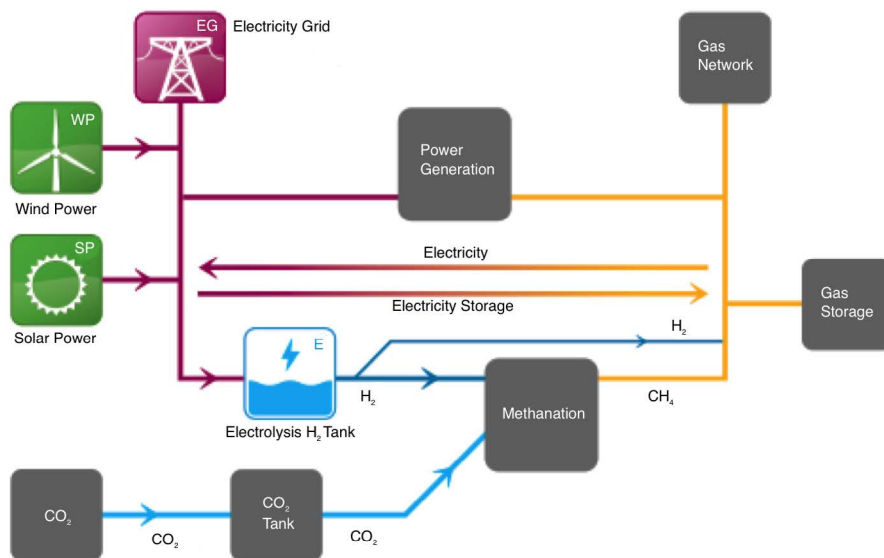 EG
Electricity Grid
Gas
Network
WP
Wind Power
Power
Generation
SP
Solar Power
Electricity
Electricity Storage
Gas
Storage
H₂
E
Electrolysis H₂ Tank
H₂
Methanation
CH₄
CO₂
CO₂
CO₂
Tank
CO₂